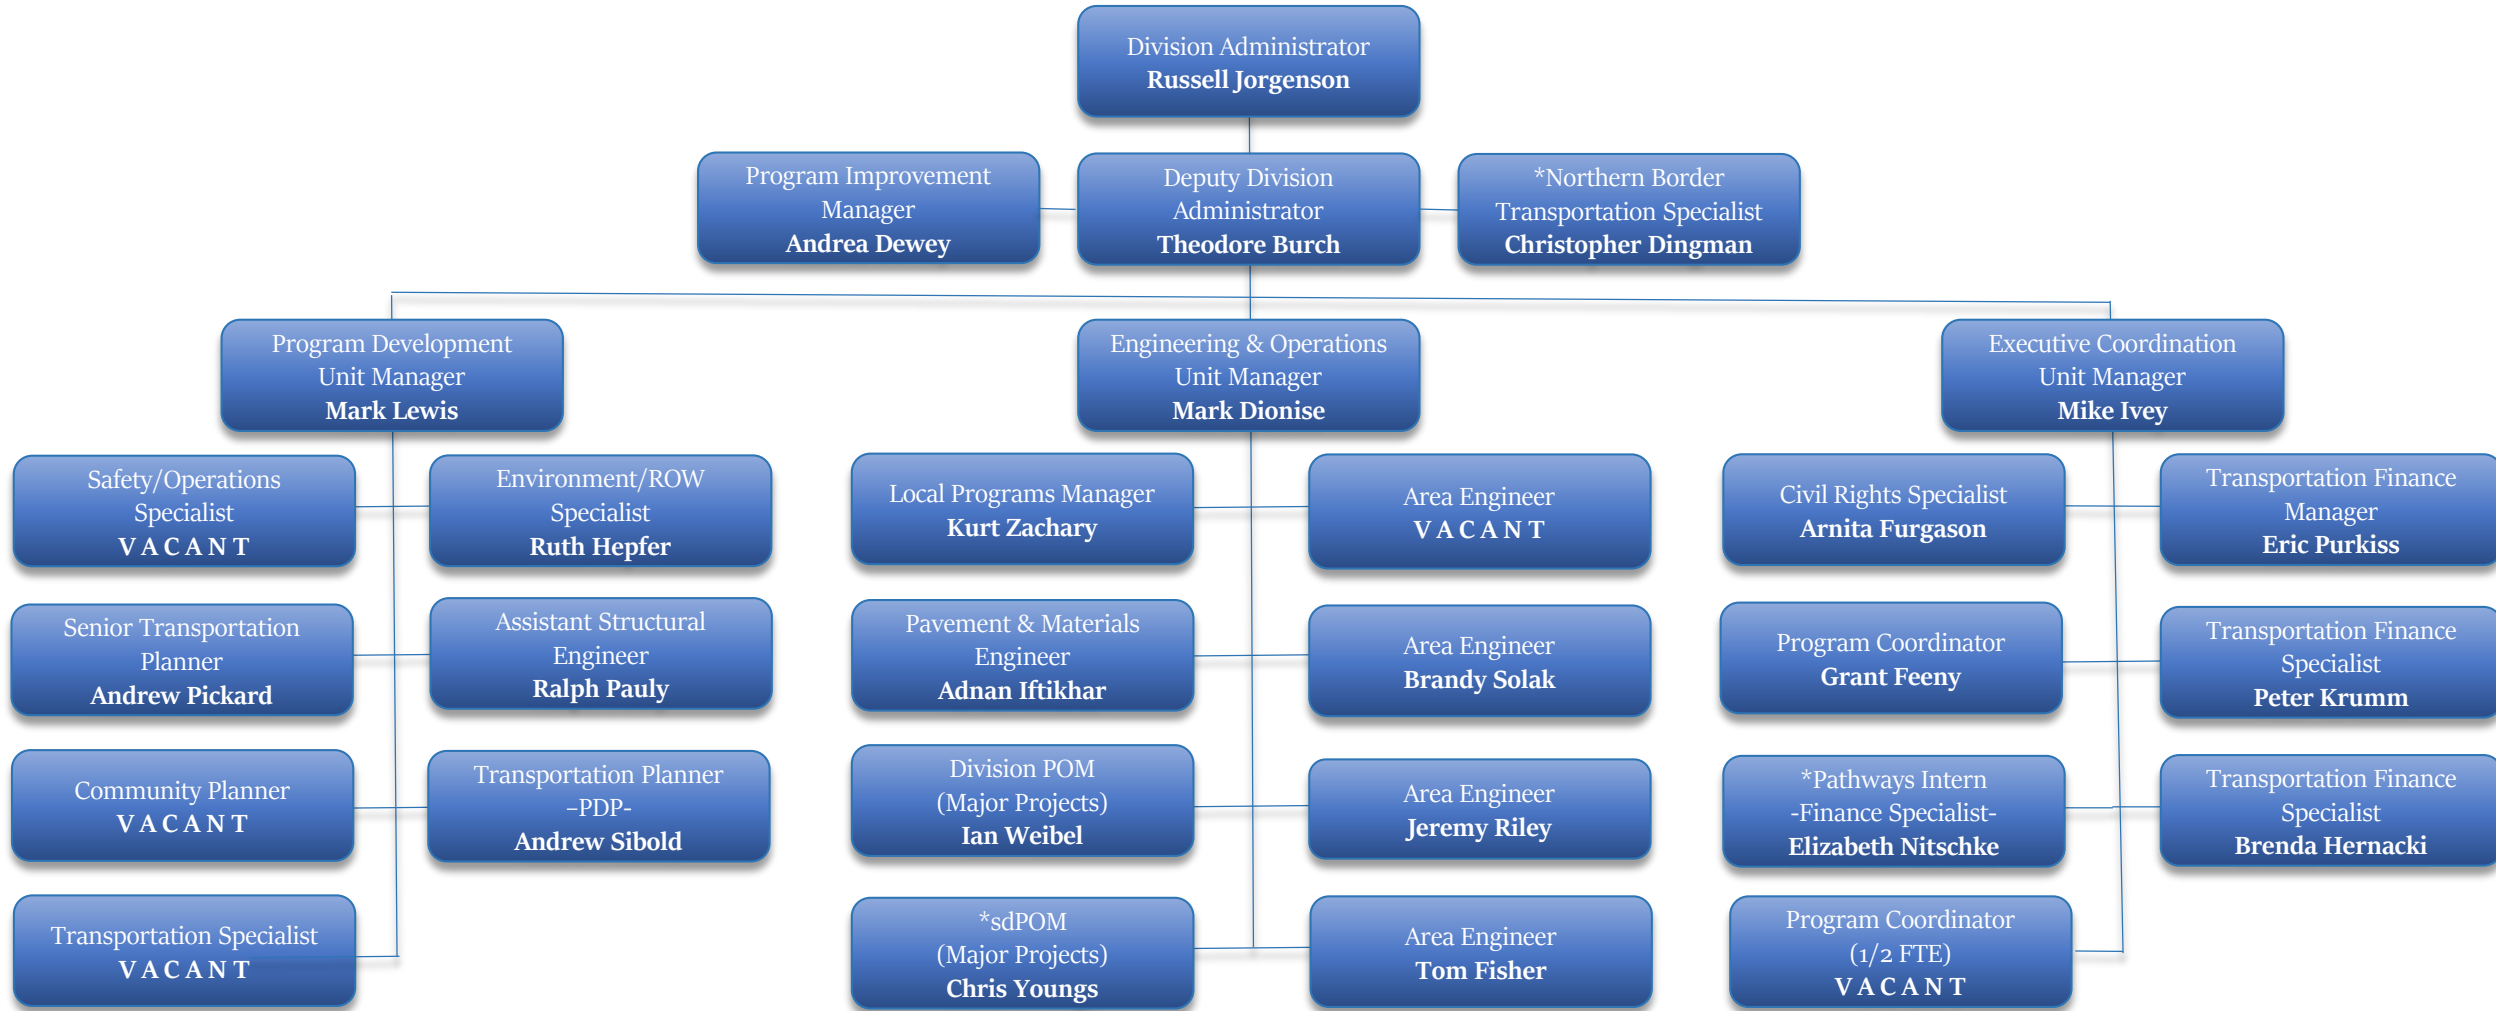 Division Administrator
Russell Jorgenson
Program Improvement
Manager
Andrea Dewey
Deputy Division
Administrator
Theodore Burch
*Northern Border
Transportation Specialist
Christopher Dingman
Program Development
Unit Manager
Mark Lewis
Engineering & Operations
Unit Manager
Mark Dionise
Executive Coordination
Unit Manager
Mike Ivey
Safety/Operations
Specialist
V A C A N T
Environment/ROW
Specialist
Ruth Hepfer
Local Programs Manager
Kurt Zachary
Area Engineer
V A C A N T
Civil Rights Specialist
Arnita Furgason
Transportation Finance
Manager
Eric Purkiss
Senior Transportation
Planner
Andrew Pickard
Assistant Structural
Engineer
Ralph Pauly
Pavement & Materials
Engineer
Adnan Iftikhar
Area Engineer
Brandy Solak
Program Coordinator
Grant Feeny
Transportation Finance
Specialist
Peter Krumm
Community Planner
V A C A N T
Transportation Planner
–PDP-
Andrew Sibold
Division POM
(Major Projects)
Ian Weibel
Area Engineer
Jeremy Riley
*Pathways Intern
-Finance Specialist-
Elizabeth Nitschke
Transportation Finance
Specialist
Brenda Hernacki
Transportation Specialist
V A C A N T
*sdPOM
(Major Projects)
Chris Youngs
Area Engineer
Tom Fisher
Program Coordinator
(1/2 FTE)
V A C A N T